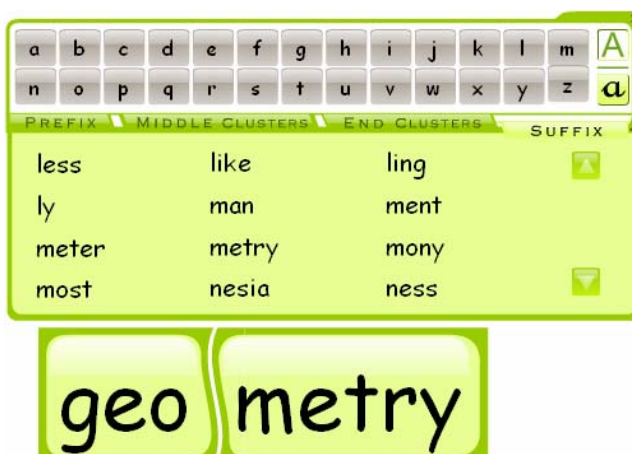 a b c d e f g h i j k l m A
n o p q r s t u v w x y z a
PREFIX MIDDLE CLUSTERS END CLUSTERS SUFFIX
less like ling
ly man ment
meter metry mony
most nesia ness
geo metry